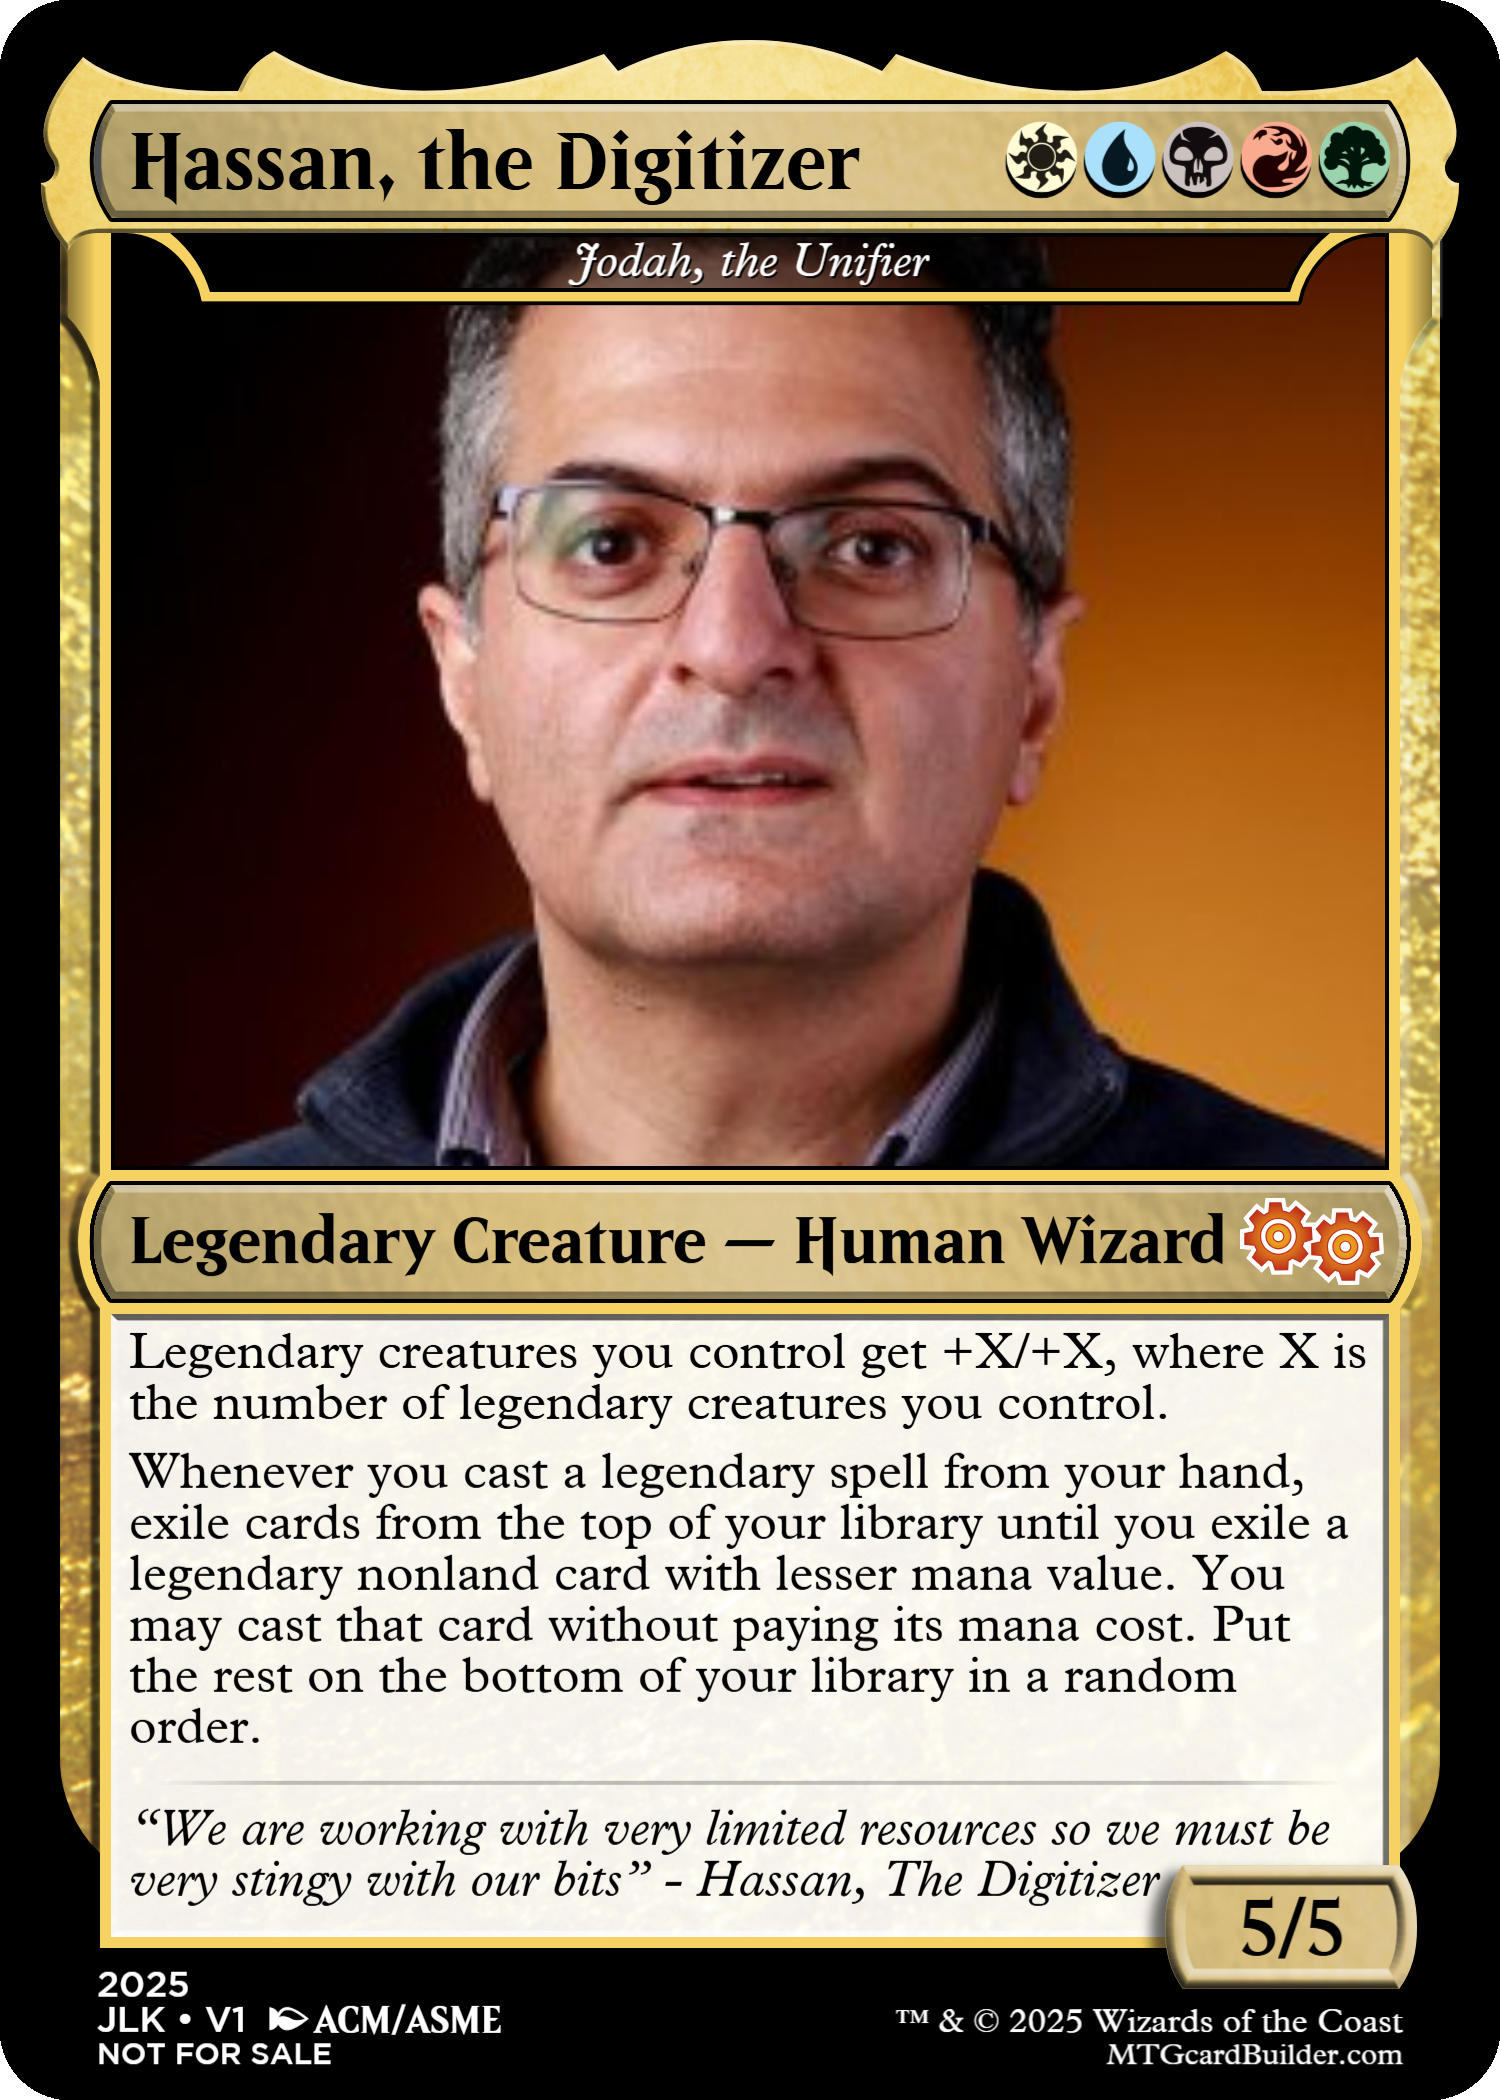 Hassan, the Digitizer
Jodah, the Unifier
Legendary Creature — Human Wizard
Legendary creatures you control get +X/+X, where X is
the number of legendary creatures you control.
Whenever you cast a legendary spell from your hand,
exile cards from the top of your library until you exile a
legendary nonland card with lesser mana value. You
may cast that card without paying its mana cost. Put
the rest on the bottom of your library in a random
order.
“We are working with very limited resources so we must be
very stingy with our bits” - Hassan, The Digitizer
5/5
2025
JLK • V1 ACM/ASME
NOT FOR SALE
™ & © 2025 Wizards of the Coast
MTGcardBuilder.com